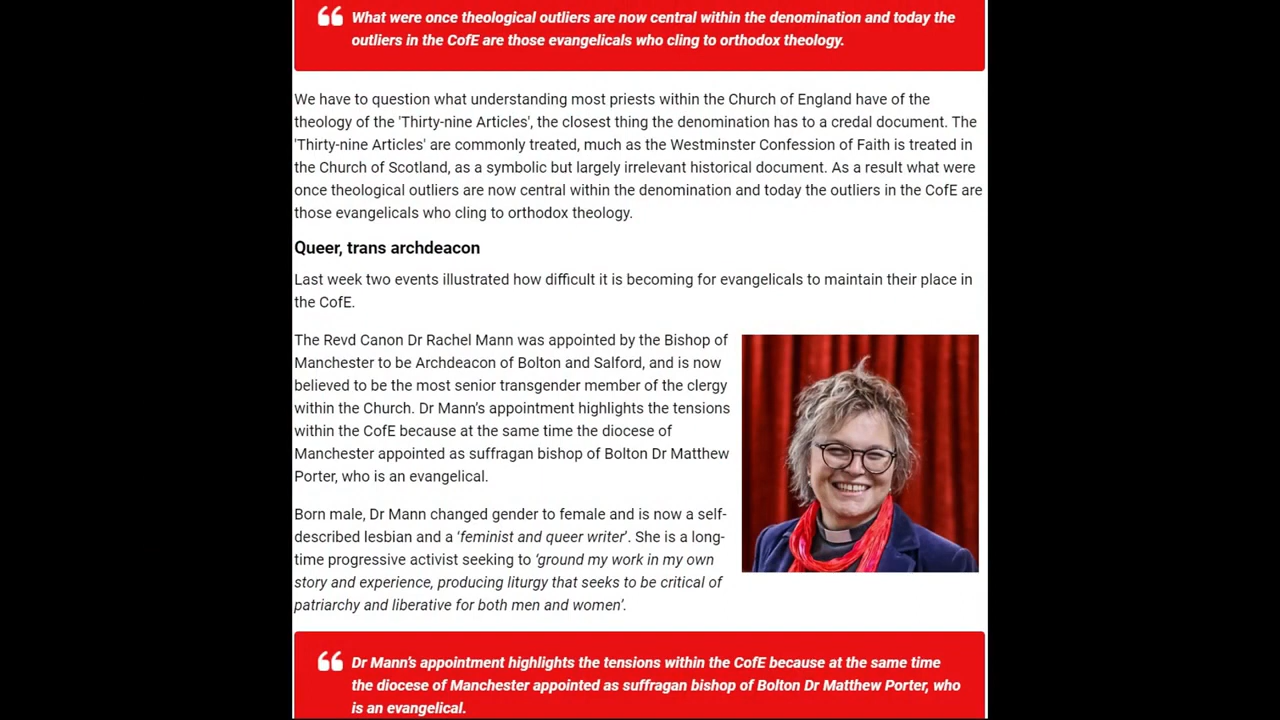 What were once theological outliers are now central within the denomination and today the
outliers in the CofE are those evangelicals who cling to orthodox theology.
We have to question what understanding most priests within the Church of England have of the
theology of the 'Thirty-nine Articles', the closest thing the denomination has to a credal document. The
'Thirty-nine Articles' are commonly treated, much as the Westminster Confession of Faith is treated in
the Church of Scotland, as a symbolic but largely irrelevant historical document. As a result what were
once theological outliers are now central within the denomination and today the outliers in the CofE are
those evangelicals who cling to orthodox theology.
Queer, trans archdeacon
Last week two events illustrated how difficult it is becoming for evangelicals to maintain their place in
the CofE.
The Revd Canon Dr Rachel Mann was appointed by the Bishop of
Manchester to be Archdeacon of Bolton and Salford, and is now
believed to be the most senior transgender member of the clergy
within the Church. Dr Mann’s appointment highlights the tensions
within the CofE because at the same time the diocese of
Manchester appointed as suffragan bishop of Bolton Dr Matthew
Porter, who is an evangelical.
Born male, Dr Mann changed gender to female and is now a self-
described lesbian and a ‘feminist and queer writer’. She is a long-
time progressive activist seeking to ‘ground my work in my own
story and experience, producing liturgy that seeks to be critical of
patriarchy and liberative for both men and women’.
Dr Mann’s appointment highlights the tensions within the CofE because at the same time
the diocese of Manchester appointed as suffragan bishop of Bolton Dr Matthew Porter, who
is an evangelical.